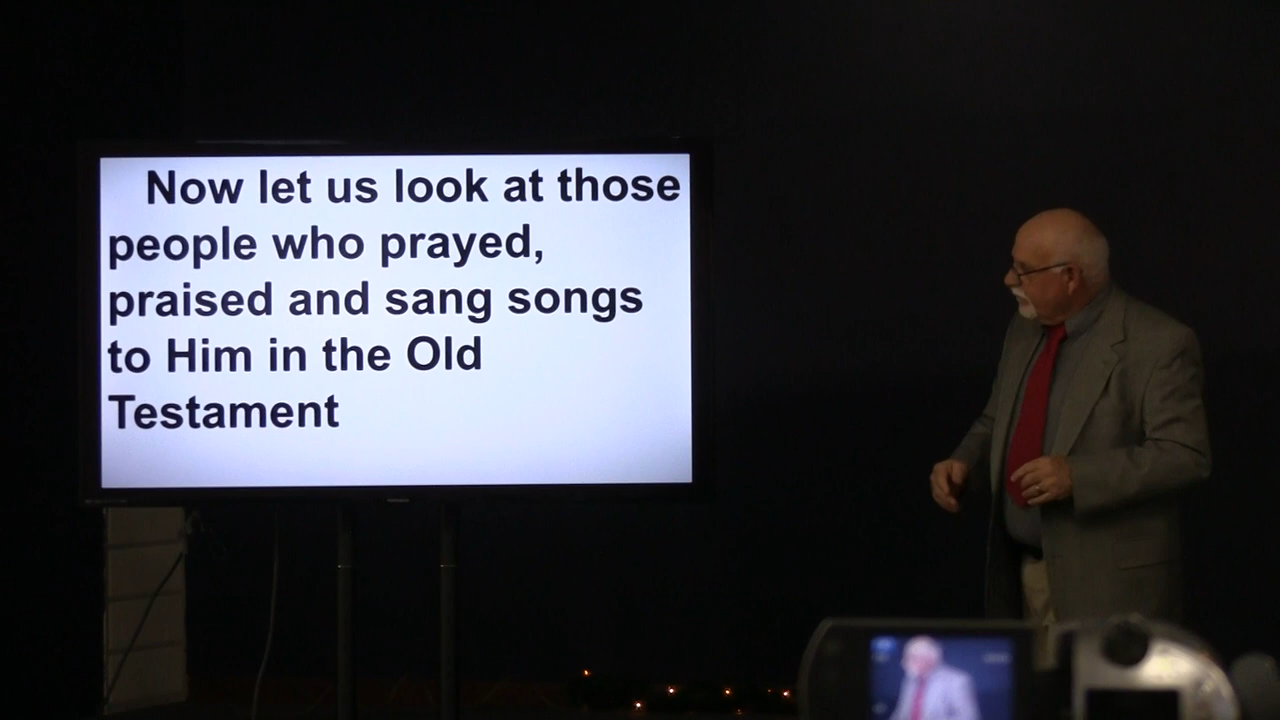 Now let us look at those
people who prayed,
praised and sang songs
to Him in the Old
Testament